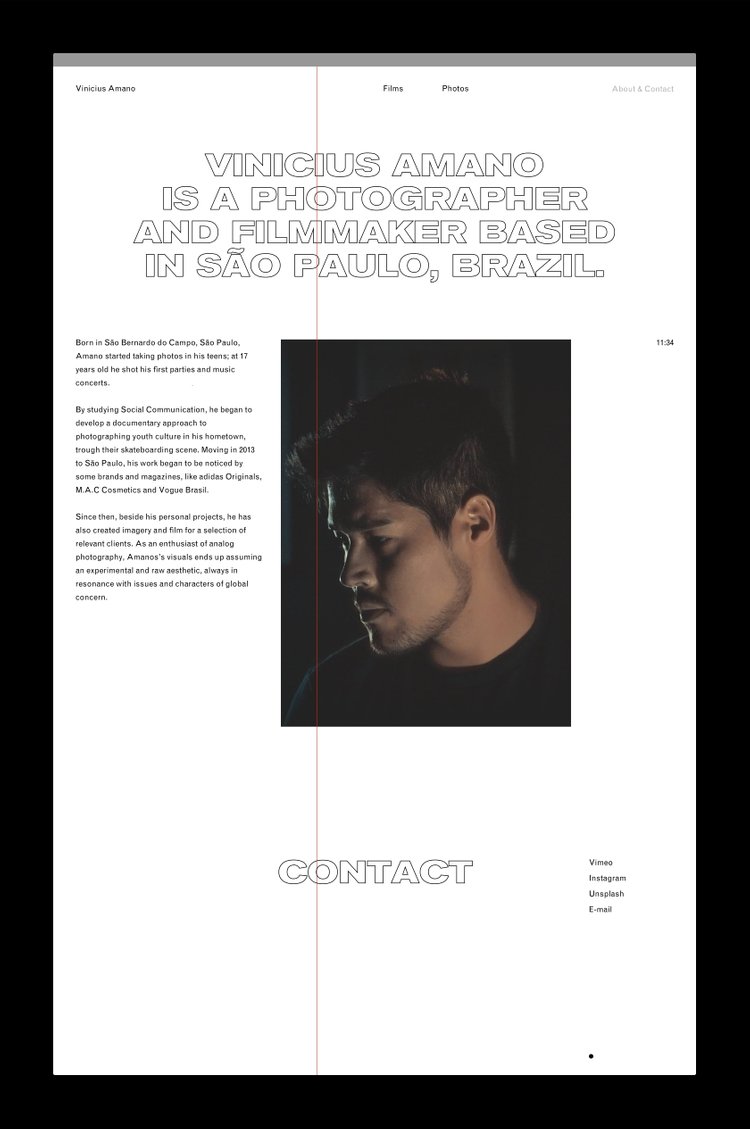 Vinicius Amano
Films
Photos
About & Contact
VINICIUS AMANO
IS A PHOTOGRAPHER
AND FILMMAKER BASED
IN SÃO PAULO, BRAZIL.
Born in São Bernardo do Campo, São Paulo,
Amano started taking photos in his teens; at 17
years old he shot his first parties and music
concerts.
By studying Social Communication, he began to
develop a documentary approach to
photographing youth culture in his hometown,
trough their skateboarding scene. Moving in 2013
to São Paulo, his work began to be noticed by
some brands and magazines, like adidas Originals,
M.A.C Cosmetics and Vogue Brasil.
Since then, beside his personal projects, he has
also created imagery and film for a selection of
relevant clients. As an enthusiast of analog
photography, Amanos's visuals ends up assuming
an experimental and raw aesthetic, always in
resonance with issues and characters of global
concern.
11:34
CONTACT
Vimeo
Instagram
Unsplash
E-mail